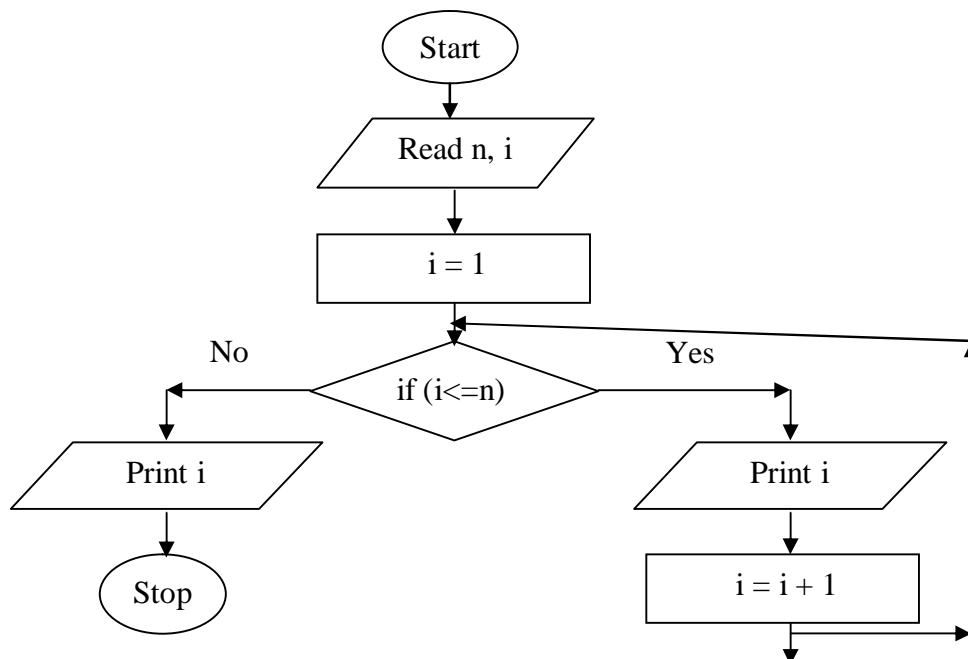 Start
Read n, i
i = 1
No
Yes
if (i<=n)
Print i
Print i
Stop
i = i + 1